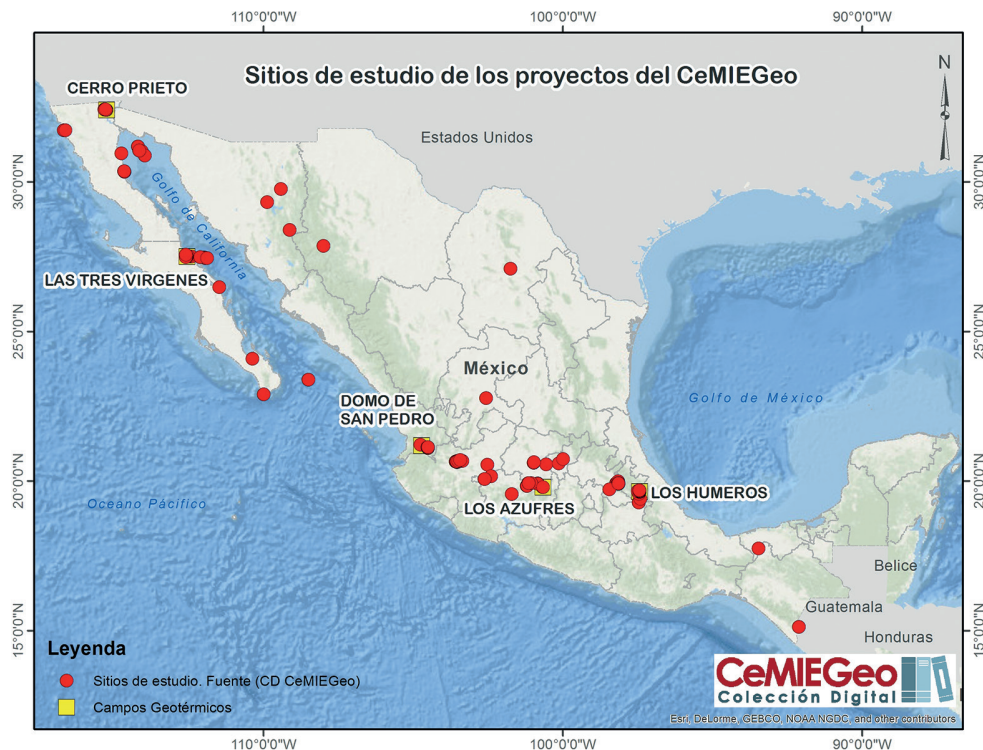 110°0'0"W
100°0'0"W
90°0'0"W
Sitios de estudio de los proyectos del CeMIEGeo
N
CERRO PRIETO
Estados Unidos
30°0'0"N
30°0'0"N
Golfo de California
LAS TRES VIRGENES
25°0'0"N
25°0'0"N
México
DOMO DE
SAN PEDRO
Golfo de México
20°0'0"N
20°0'0"N
LOS HUMEROS
LOS AZUFRES
Oceano Pácífico
Belice
Guatemala
15°0'0"N
15°0'0"N
Honduras
Leyenda
Sitios de estudio. Fuente (CD CeMIEGeo)
Campos Geotérmicos
CeMIEGeo
Colección Digital
Esri, DeLorme, GEBCO, NOAA NGDC, and other contributors
110°0'0"W
100°0'0"W
90°0'0"W